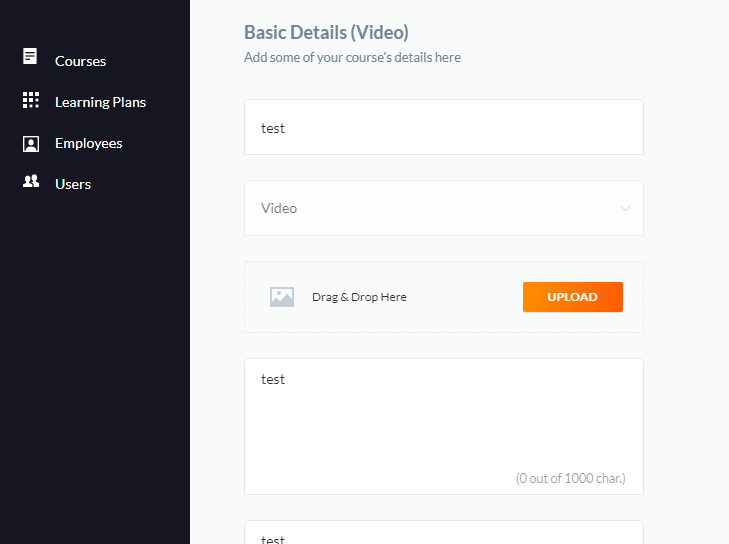 Courses
Learning Plans
Employees
Users
Basic Details (Video)
Add some of your course's details here
test
Video
Drag & Drop Here
UPLOAD
test
(0 out of 1000 char.)
test